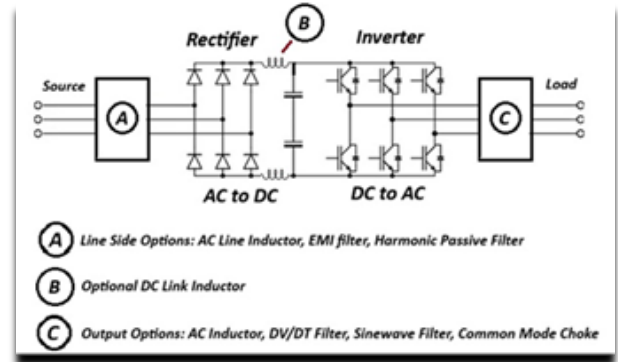 B
Rectifier Inverter
Source Load
A C
AC to DC DC to AC
A Line Side Options: AC Line Inductor, EMI filter, Harmonic Passive Filter
B Optional DC Link Inductor
C Output Options: AC Inductor, DV/DT Filter, Sinewave Filter, Common Mode Choke